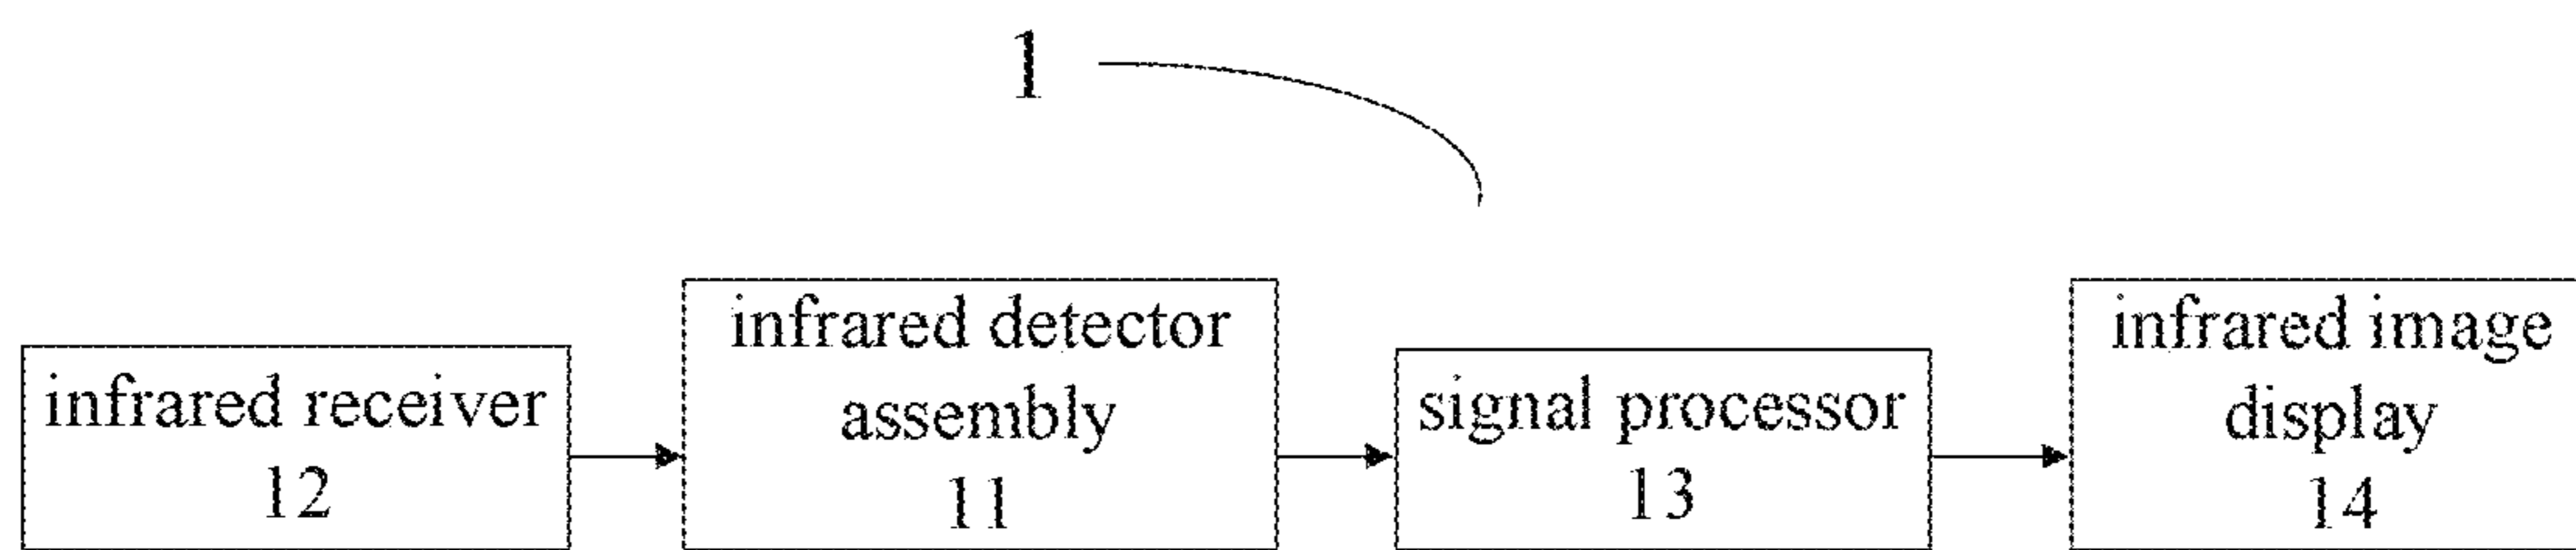 1
infrared receiver
12
infrared detector
assembly
11
signal processor
13
infrared image
display
14